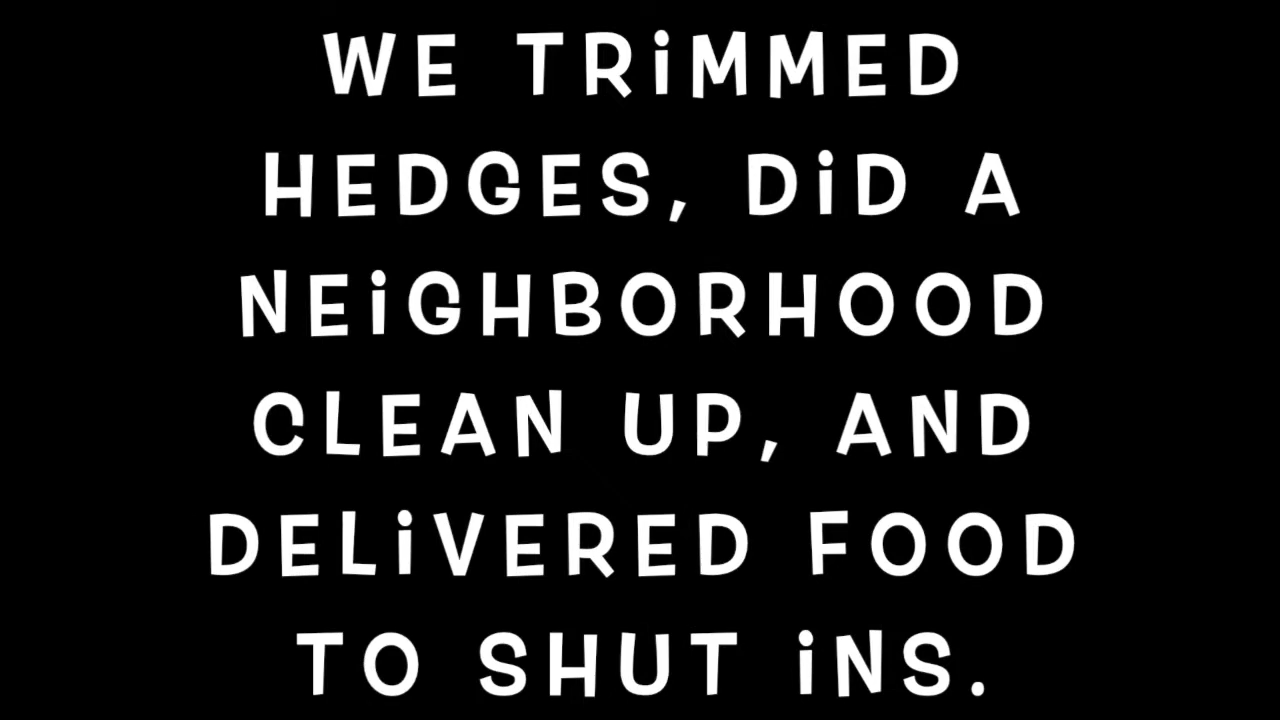 WE TRiMMED
HEDGES, DiD A
NEiGHBORHOOD
CLEAN UP, AND
DELiVERED FOOD
TO SHUT iNS.